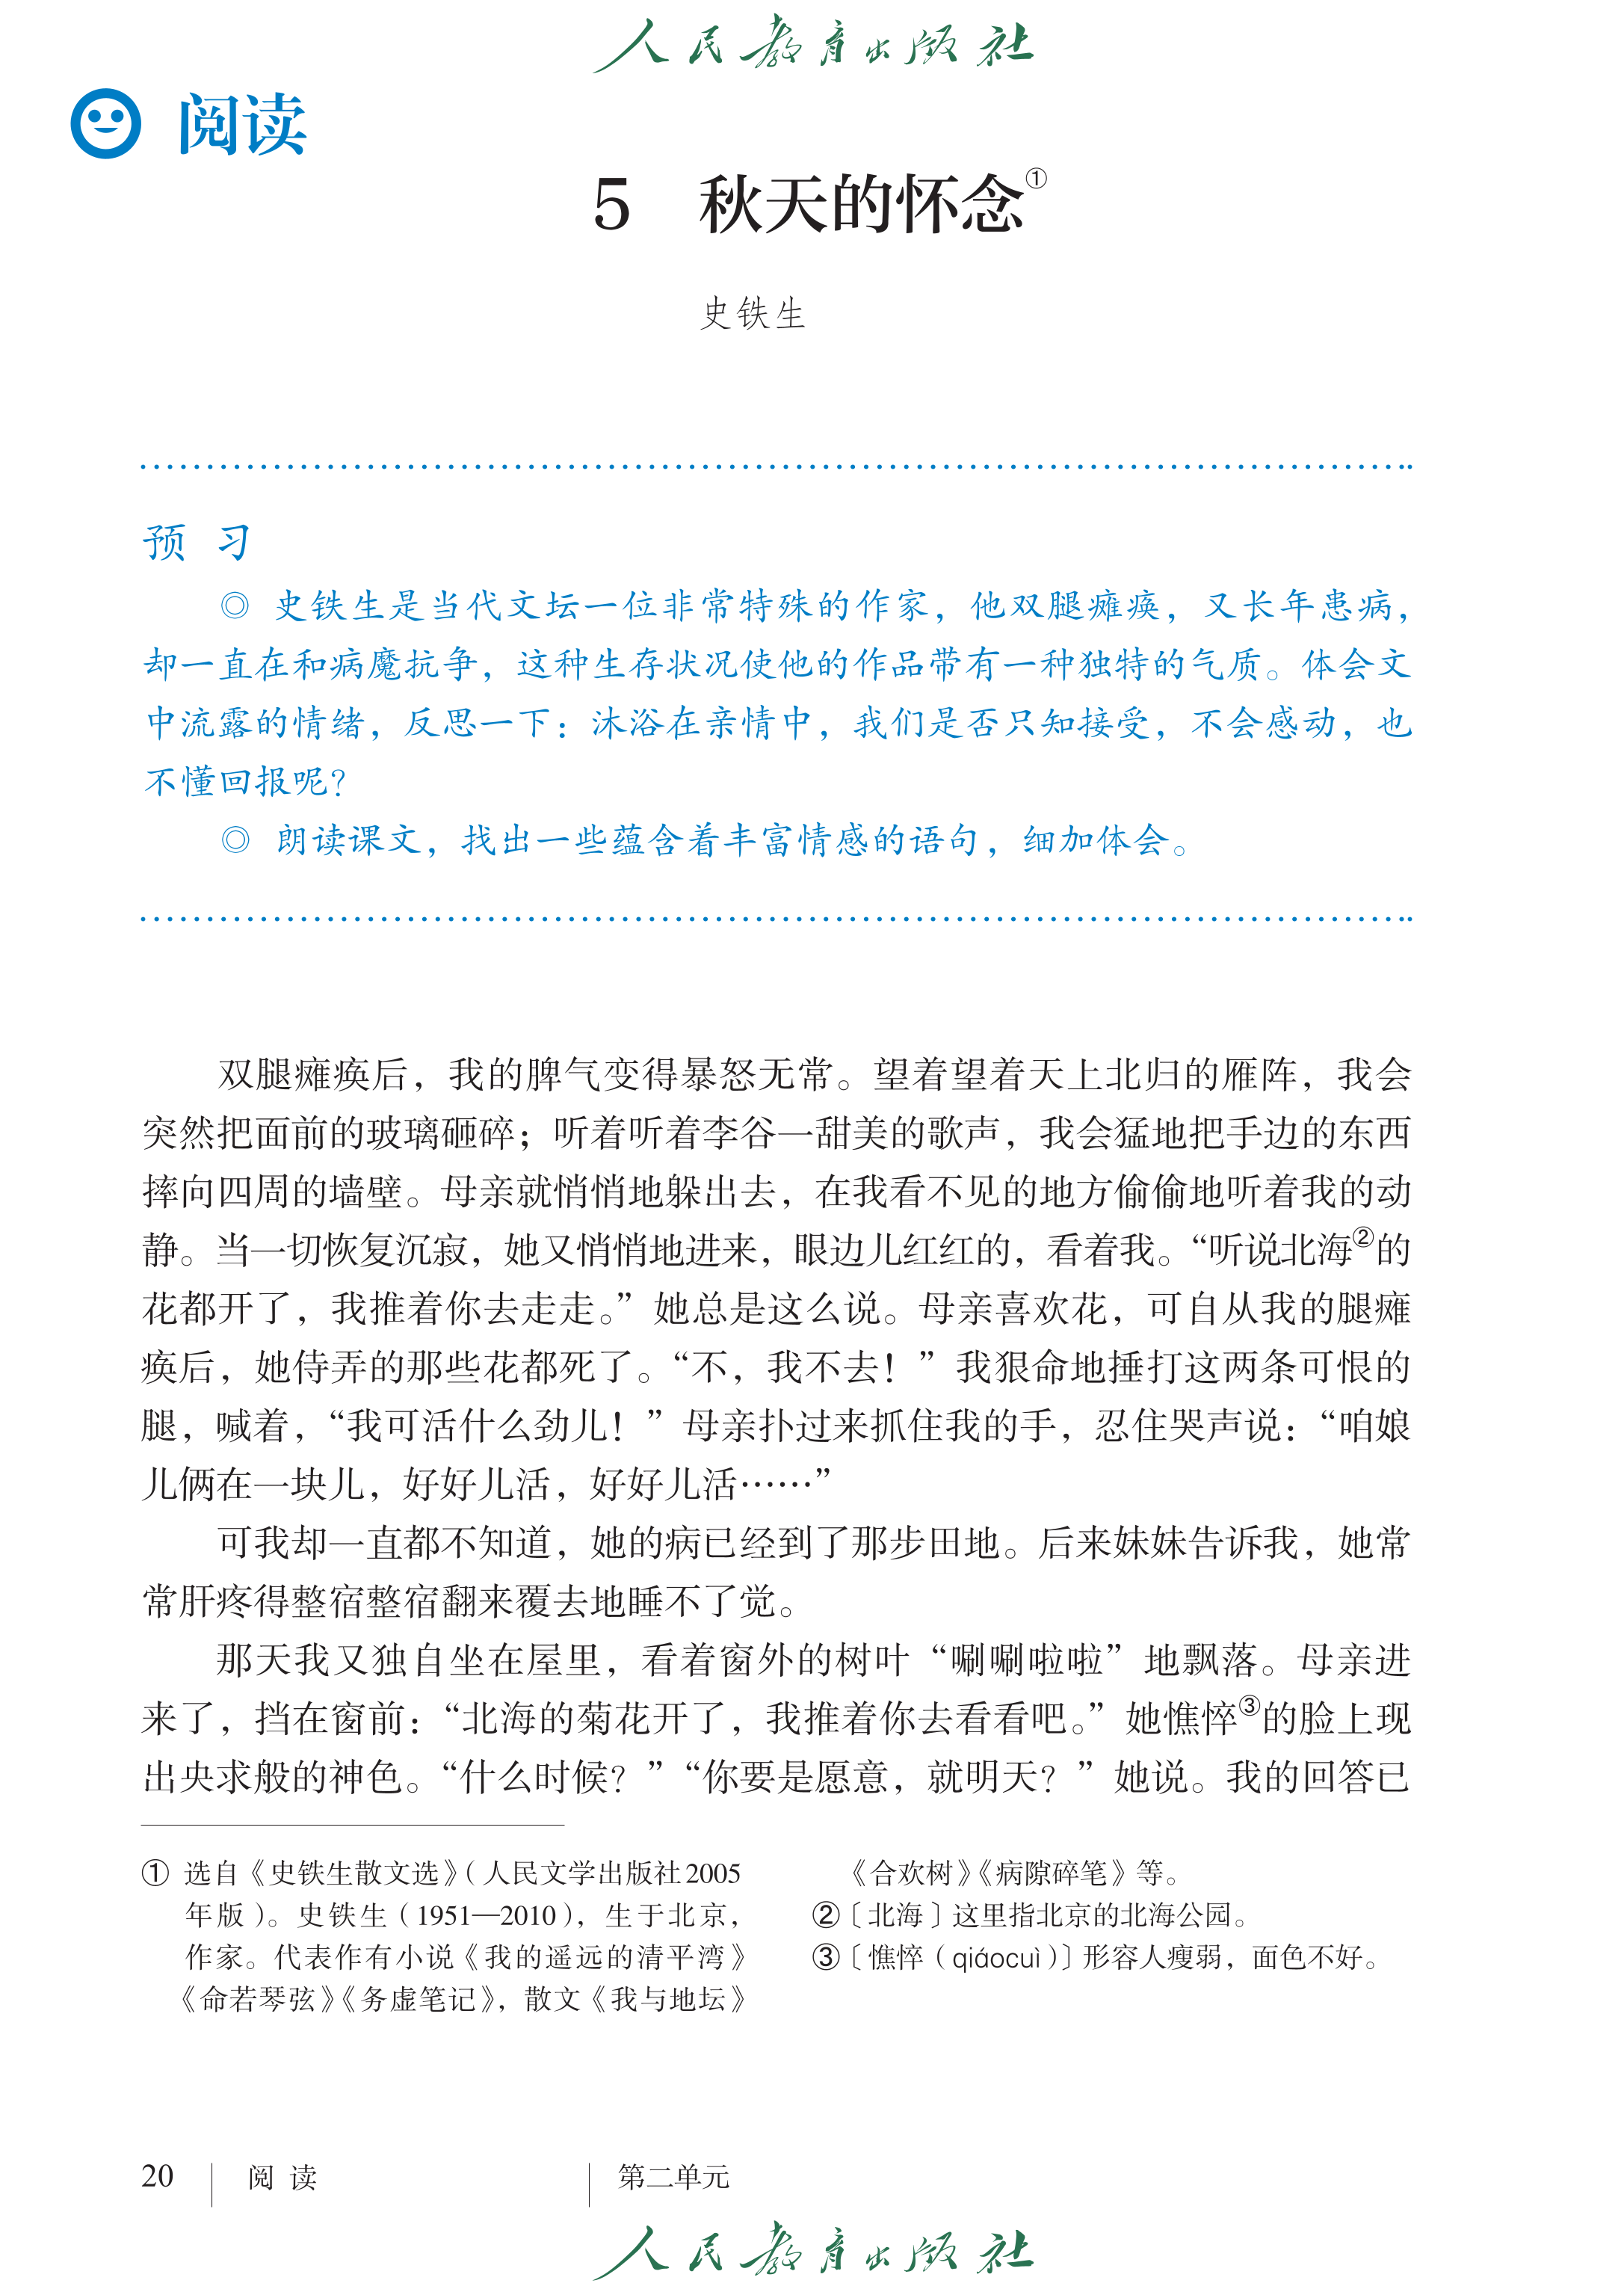 人民教育出版社
阅读
5 秋天的怀念①
史铁生
预 习
◎ 史铁生是当代文坛一位非常特殊的作家，他双腿瘫痪，又长年患病，
却一直在和病魔抗争，这种生存状况使他的作品带有一种独特的气质。体会文
中流露的情绪，反思一下：沐浴在亲情中，我们是否只知接受，不会感动，也
不懂回报呢？
◎ 朗读课文，找出一些蕴含着丰富情感的语句，细加体会。
双腿瘫痪后，我的脾气变得暴怒无常。望着望着天上北归的雁阵，我会
突然把面前的玻璃砸碎；听着听着李谷一甜美的歌声，我会猛地把手边的东西
摔向四周的墙壁。母亲就悄悄地躲出去，在我看不见的地方偷偷地听着我的动
静。当一切恢复沉寂，她又悄悄地进来，眼边儿红红的，看着我。“听说北海②的
花都开了，我推着你去走走。”她总是这么说。母亲喜欢花，可自从我的腿瘫
痪后，她侍弄的那些花都死了。“不，我不去！”我狠命地捶打这两条可恨的
腿，喊着，“我可活什么劲儿！”母亲扑过来抓住我的手，忍住哭声说：“咱娘
儿俩在一块儿，好好儿活，好好儿活……”
可我却一直都不知道，她的病已经到了那步田地。后来妹妹告诉我，她常
常肝疼得整宿整宿翻来覆去地睡不了觉。
那天我又独自坐在屋里，看着窗外的树叶“唰唰啦啦”地飘落。母亲进
来了，挡在窗前：“北海的菊花开了，我推着你去看看吧。”她憔悴③的脸上现
出央求般的神色。“什么时候？”“你要是愿意，就明天？”她说。我的回答已
① 选自《史铁生散文选》（人民文学出版社2005
年版）。史铁生（1951—2010），生于北京，
作家。代表作有小说《我的遥远的清平湾》
《命若琴弦》《务虚笔记》，散文《我与地坛》
《合欢树》《病隙碎笔》等。
②〔北海〕这里指北京的北海公园。
③〔憔悴（qiáocuì）〕形容人瘦弱，面色不好。
20 阅 读 第二单元
人民教育出版社